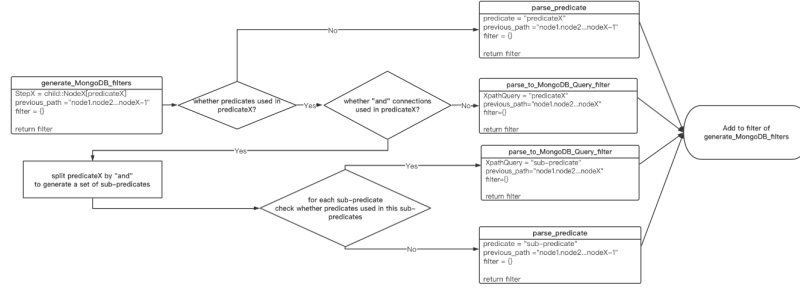 parse_predicate
predicate = "predicateX"
previous_path ="node1.node2...nodeX-1"
filter = {}
return filter
No
generate_MongoDB_filters
StepX = child::NodeX[predicateX]
previous_path ="node1.node2...nodeX-1"
filter = {}
return filter
whether predicates used in
predicateX?
Yes
whether "and" connections
used in predicateX?
No
parse_to_MongoDB_Query_filter
XpathQuery = "predicateX"
previous_path="node1.node2...nodeX"
filter={}
return filter
Add to filter of
generate_MongoDB_filters
Yes
split predicateX by "and"
to generate a set of sub-predicates
for each sub-predicate
check whether predicates used in this sub-
predicates
Yes
parse_to_MongoDB_Query_filter
XpathQuery = "sub-predicate"
previous_path="node1.node2...nodeX"
filter={}
return filter
No
parse_predicate
predicate = "sub-predicate"
previous_path ="node1.node2...nodeX-1"
filter = {}
return filter